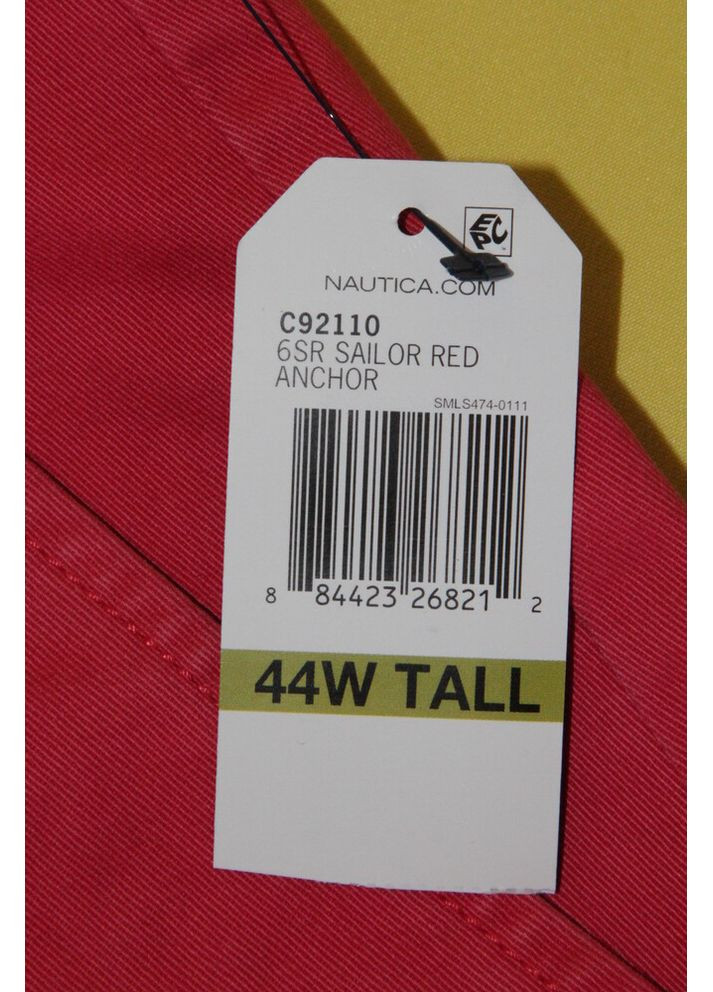 EPC
NAUTICA.COM
C92110
6SR SAILOR RED
ANCHOR
SMLS474-0111
8 84423 26821 2
44W TALL